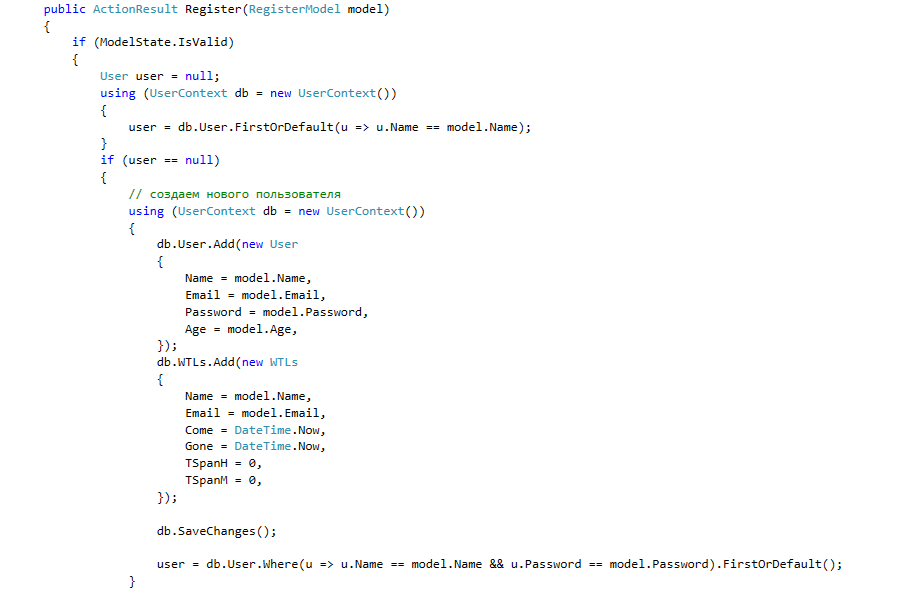 public ActionResult Register(RegisterModel model)
{
if (ModelState.IsValid)
{
User user = null;
using (UserContext db = new UserContext())
{
user = db.User.FirstOrDefault(u => u.Name == model.Name);
}
if (user == null)
{
// создаем нового пользователя
using (UserContext db = new UserContext())
{
db.User.Add(new User
{
Name = model.Name,
Email = model.Email,
Password = model.Password,
Age = model.Age,
});
db.WTLs.Add(new WTLs
{
Name = model.Name,
Email = model.Email,
Come = DateTime.Now,
Gone = DateTime.Now,
TSpanH = 0,
TSpanM = 0,
});
db.SaveChanges();
user = db.User.Where(u => u.Name == model.Name && u.Password == model.Password).FirstOrDefault();
}